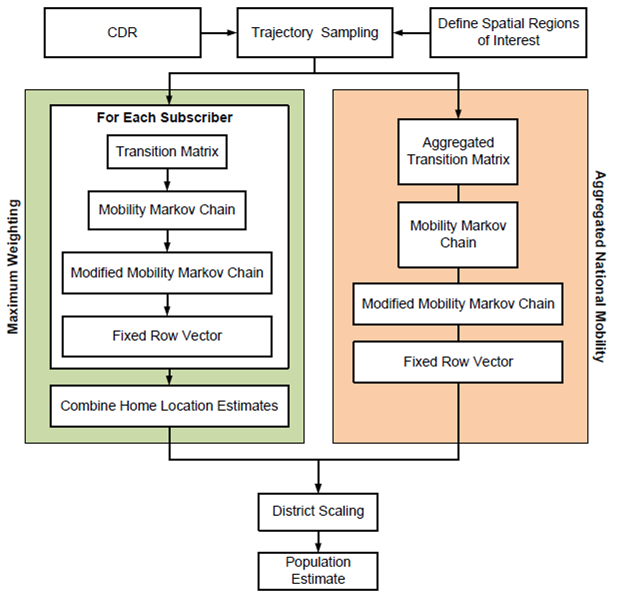 CDR
Trajectory Sampling
Define Spatial Regions
of Interest
Maximum Weighting
For Each Subscriber
Transition Matrix
Mobility Markov Chain
Modified Mobility Markov Chain
Fixed Row Vector
Combine Home Location Estimates
Aggregated
Transition Matrix
Mobility Markov
Chain
Modified Mobility Markov Chain
Fixed Row Vector
Aggregated National Mobility
District Scaling
Population
Estimate